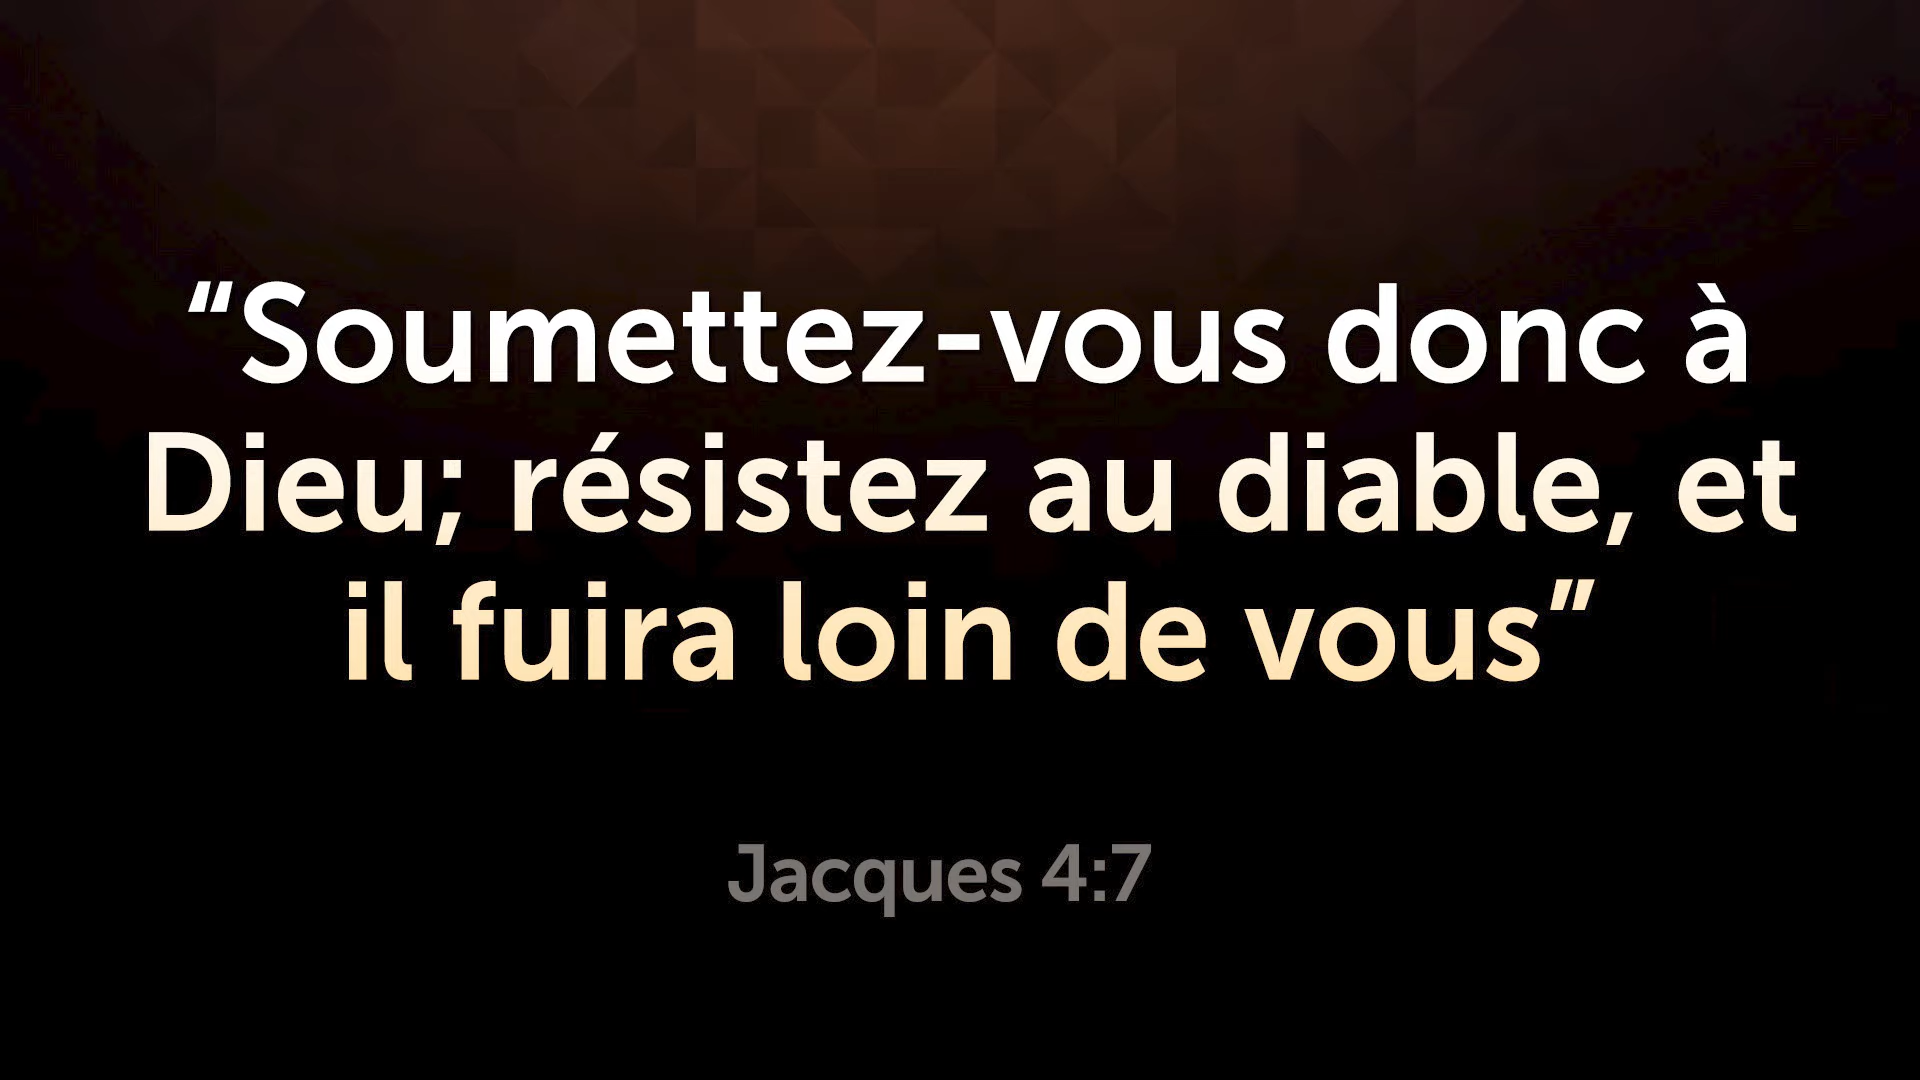 “Soumettez-vous donc à
Dieu; résistez au diable, et
il fuira loin de vous”
Jacques 4:7